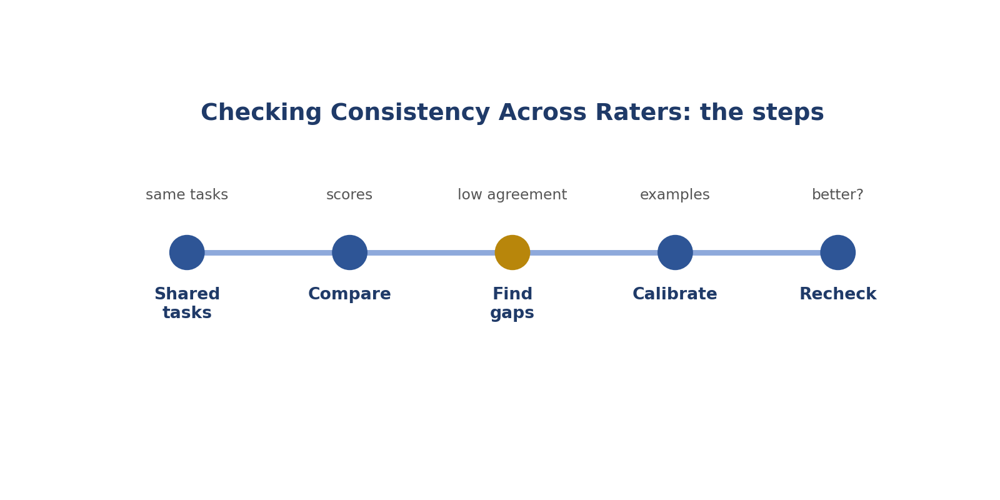 Checking Consistency Across Raters: the steps
same tasks
scores
low agreement
examples
better?
Shared
tasks
Compare
Find
gaps
Calibrate
Recheck